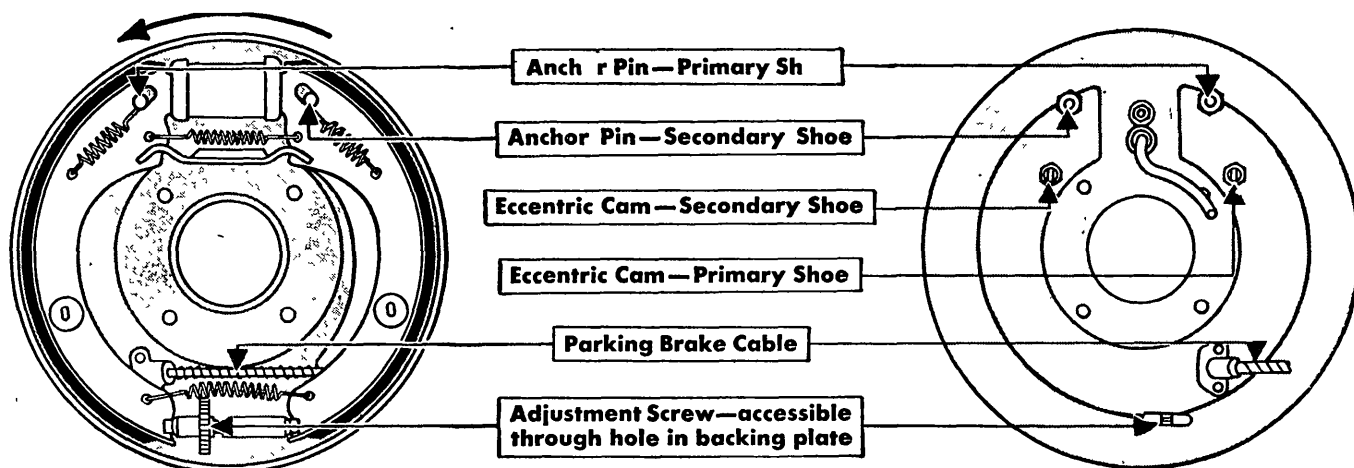 Anch r Pin—Primary Sh
Anchor Pin—Secondary Shoe
Eccentric Cam—Secondary Shoe
Eccentric Cam—Primary Shoe
Parking Brake Cable
Adjustment Screw—accessible
through hole in backing plate